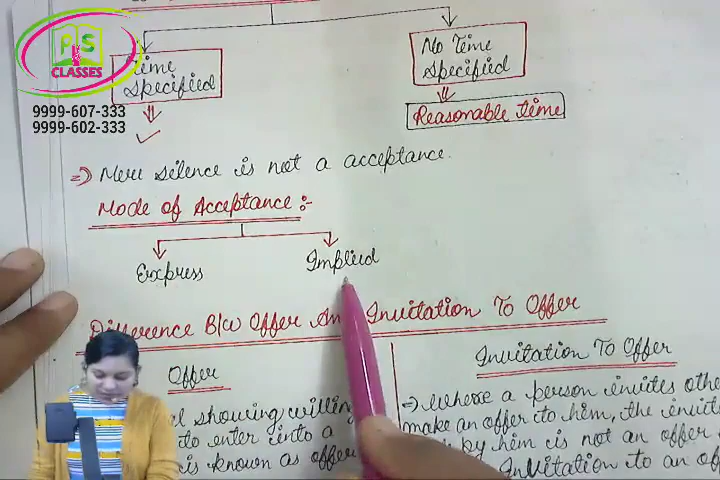 PS
CLASSES
9999-607-333
9999-602-333
Time
Specified
No Time
Specified
Reasonable time
=) Mere silence is not a acceptance.
Mode of Acceptance :-
Express
Implied
Difference B/w Offer And Invitation To Offer
Offer
showing willing
to enter into a
is known as offer
Invitation To Offer
=) Where a person invites othe
make an offer to him, the invit
by him is not an offer
Invitation to an off